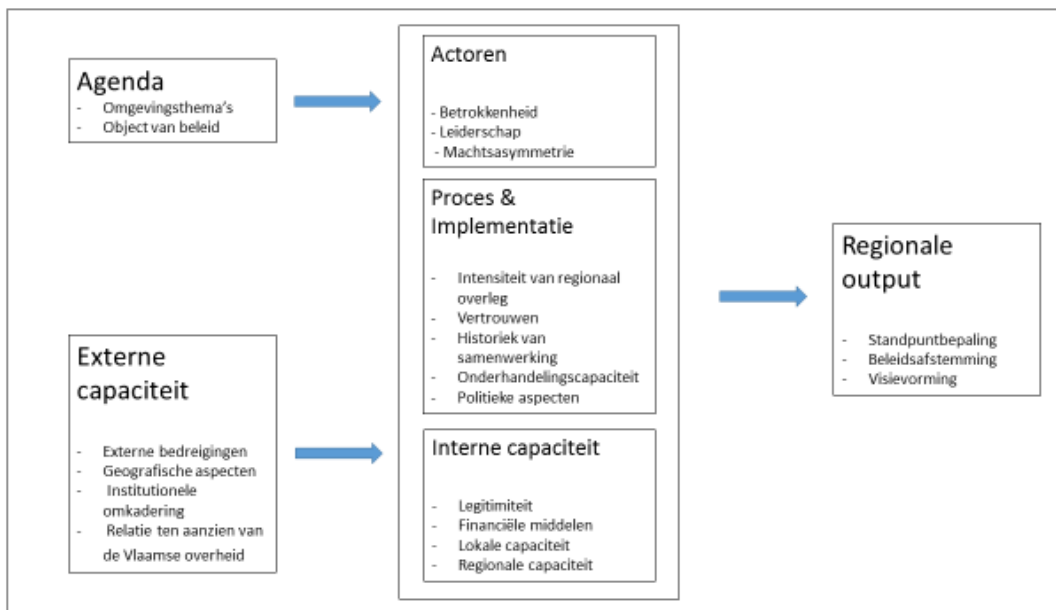 Agenda
- Omgevingsthema's
- Object van beleid
Externe
capaciteit
- Externe bedreigingen
- Geografische aspecten
- Institutionele
omkadering
- Relatie ten aanzien van
de Vlaamse overheid
Actoren
- Betrokkenheid
- Leiderschap
- Machtsasymmetrie
Proces &
Implementatie
- Intensiteit van regionaal
overleg
- Vertrouwen
- Historiek van
samenwerking
- Onderhandelingscapaciteit
- Politieke aspecten
Interne capaciteit
- Legitimiteit
- Financiële middelen
- Lokale capaciteit
- Regionale capaciteit
Regionale
output
- Standpuntbepaling
- Beleidsafstemming
- Visievorming